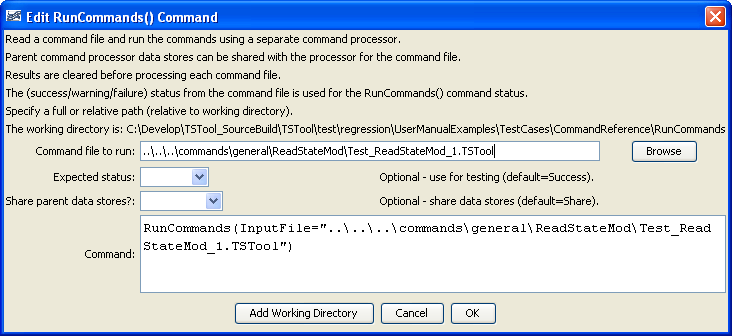 Edit RunCommands() Command
Read a command file and run the commands using a separate command processor.
Parent command processor data stores can be shared with the processor for the command file.
Results are cleared before processing each command file.
The (success/warning/failure) status from the command file is used for the RunCommands() command status.
Specify a full or relative path (relative to working directory).
The working directory is: C:\Develop\TSTool_SourceBuild\TSTool\test\regression\UserManualExamples\TestCases\CommandReference\RunCommands
Command file to run: ..\..\..\commands\general\ReadStateMod\Test_ReadStateMod_1.TSTool Browse
Expected status: Optional - use for testing (default=Success).
Share parent data stores?: Optional - share data stores (default=Share).
Command: RunCommands(InputFile="..\..\..\commands\general\ReadStateMod\Test_Read
StateMod_1.TSTool")
Add Working Directory Cancel OK